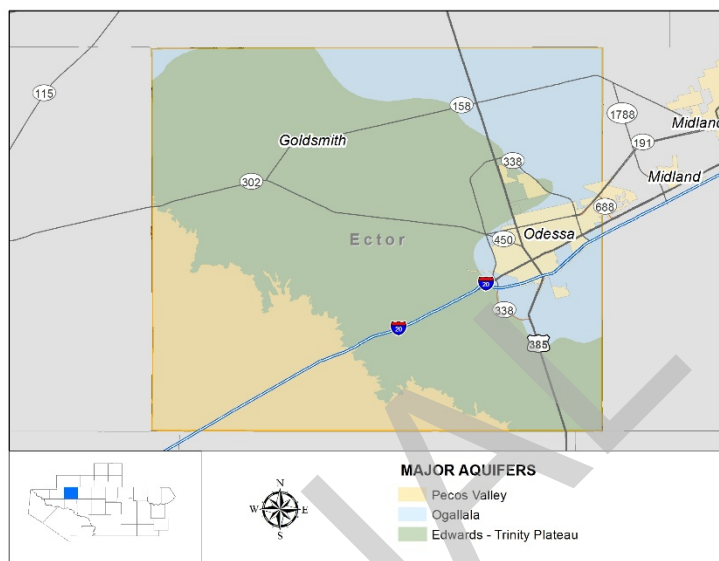 115
158
1788
Midland
191
Goldsmith
338
302
Midland
688
Ector
450
Odessa
20
338
20
385
N
W
E
S
MAJOR AQUIFERS
Pecos Valley
Ogallala
Edwards - Trinity Plateau